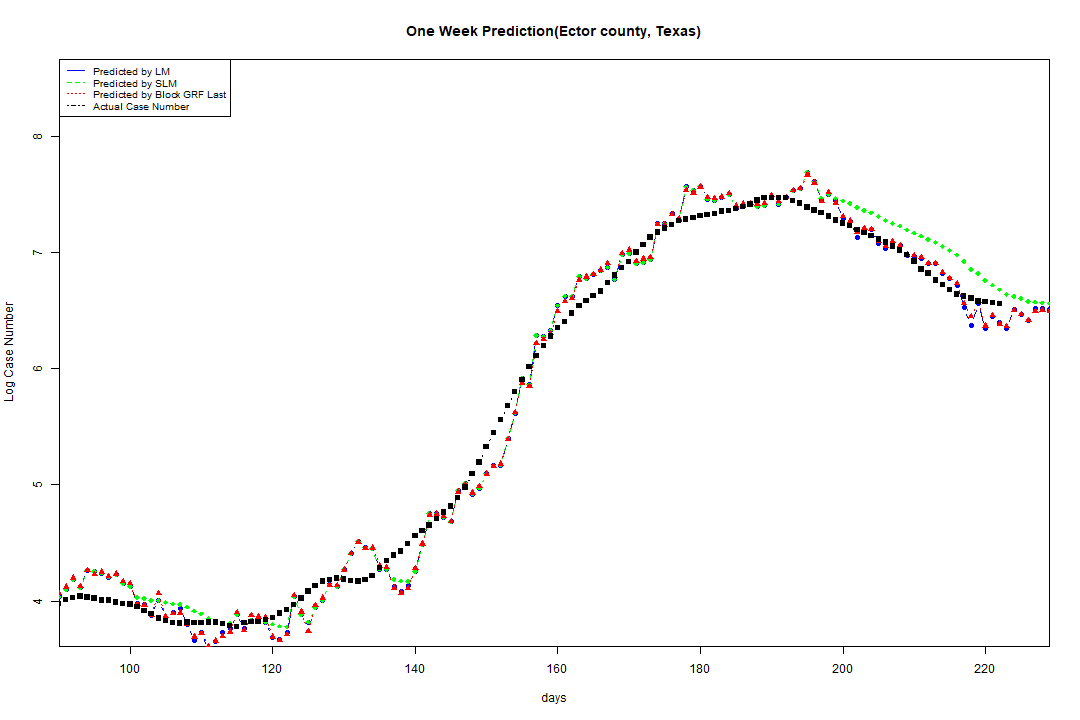 One Week Prediction(Ector county, Texas)
Predicted by LM
Predicted by SLM
Predicted by Block GRF Last
Actual Case Number
8
7
6
5
4
Log Case Number
100 120 140 160 180 200 220
days